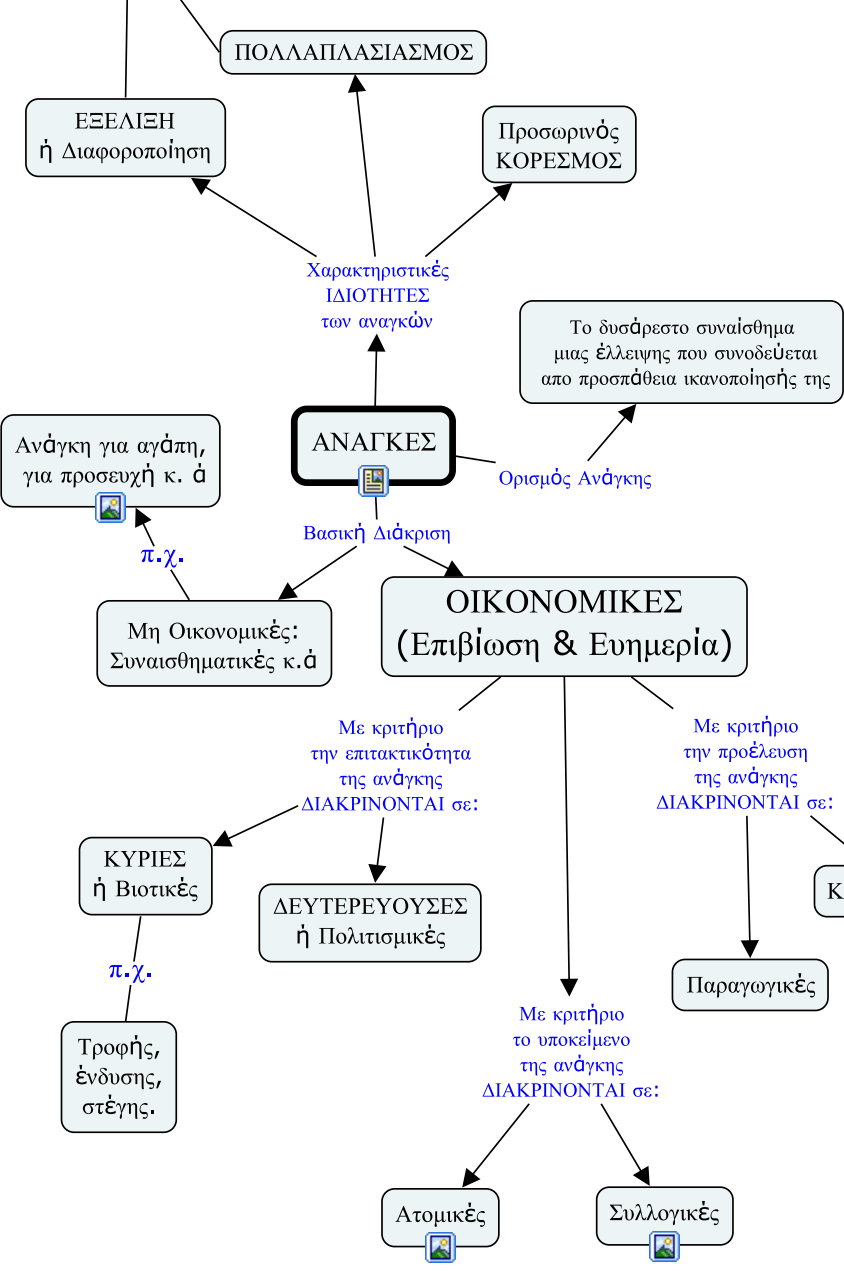 ΠΟΛΛΑΠΛΑΣΙΑΣΜΟΣ
ΕΞΕΛΙΞΗ
ή Διαφοροποίηση
Προσωρινός
ΚΟΡΕΣΜΟΣ
Χαρακτηριστικές
ΙΔΙΟΤΗΤΕΣ
των αναγκών
Το δυσάρεστο συναίσθημα
μιας έλλειψης που συνοδεύεται
απο προσπάθεια ικανοποίησής της
ΑΝΑΓΚΕΣ
Ορισμός Ανάγκης
Ανάγκη για αγάπη,
για προσευχή κ. ά
Βασική Διάκριση
π.χ.
Μη Οικονομικές:
Συναισθηματικές κ.ά
ΟΙΚΟΝΟΜΙΚΕΣ
(Επιβίωση & Ευημερία)
Με κριτήριο
την επιτακτικότητα
της ανάγκης
ΔΙΑΚΡΙΝΟΝΤΑΙ σε:
Με κριτήριο
την προέλευση
της ανάγκης
ΔΙΑΚΡΙΝΟΝΤΑΙ σε:
ΚΥΡΙΕΣ
ή Βιοτικές
ΔΕΥΤΕΡΕΥΟΥΣΕΣ
ή Πολιτισμικές
π.χ.
Παραγωγικές
Τροφής,
ένδυσης,
στέγης.
Με κριτήριο
το υποκείμενο
της ανάγκης
ΔΙΑΚΡΙΝΟΝΤΑΙ σε:
Ατομικές
Συλλογικές